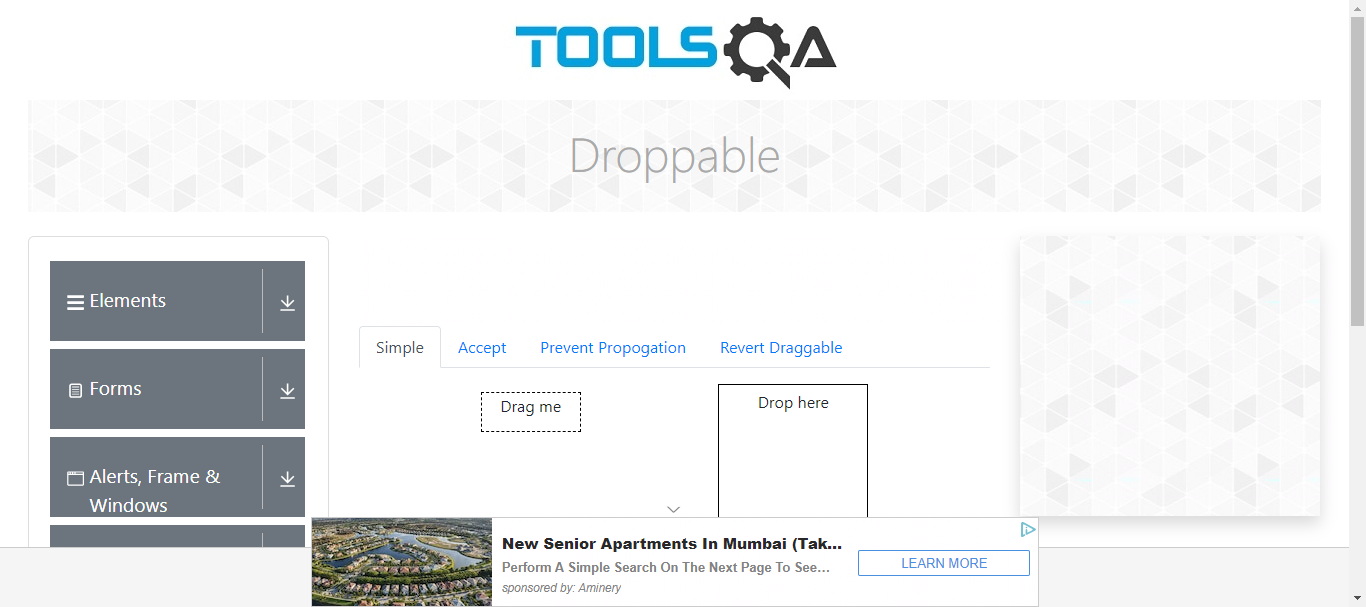 TOOLSQA
Droppable
Elements
Forms
Alerts, Frame &
Windows
Simple Accept Prevent Propogation Revert Draggable
Drag me
Drop here
New Senior Apartments In Mumbai (Tak...
Perform A Simple Search On The Next Page To See...
sponsored by: Aminery
LEARN MORE